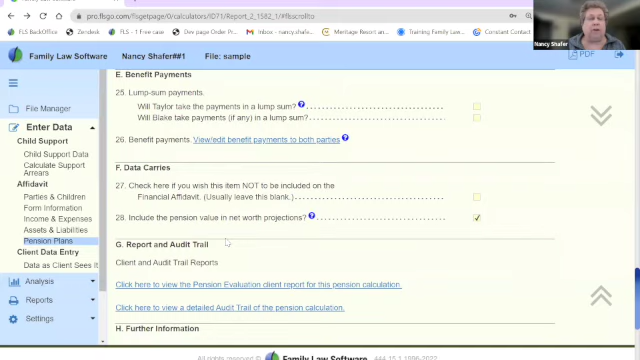 pro.flsgo.com/getpage/0/calculators/ID71/Report_2_1582_1/#f8scrollto
FLS BackOffice
Zendesk
FLS - 1 Free case
Dev page Order pr...
Inbox - nancy.shafer...
Meritage Resort and ...
Training Family Law...
Constant Contact
Nancy Shafer
Family Law Software
Nancy Shafer##1
File: sample
PDF
File Manager
Enter Data
Child Support
Child Support Data
Calculate Support
Arrears
Affidavit
Parties & Children
Form Information
Income & Expenses
Assets & Liabilities
Pension Plans
Client Data Entry
Data as Client Sees It
Analysis
Reports
Settings
E. Benefit Payments
25 Lump-sum payments.
Will Taylor take the payments in a lump sum?
Will Blake take payments (if any) in a lump sum?
26. Benefit payments. View/edit benefit payments to both parties
F. Data Carries
27. Check here if you wish this item NOT to be included on the
Financial Affidavit. (Usually leave this blank.)
28. Include the pension value in net worth projections?
G. Report and Audit Trail
Client and Audit Trail Reports
Click here to view the Pension Evaluation client report for this pension calculation.
Click here to view a detailed Audit Trail of the pension calculation.
H. Further Information
All rights reserved
Family Law Software
444.15.1 1996-2022